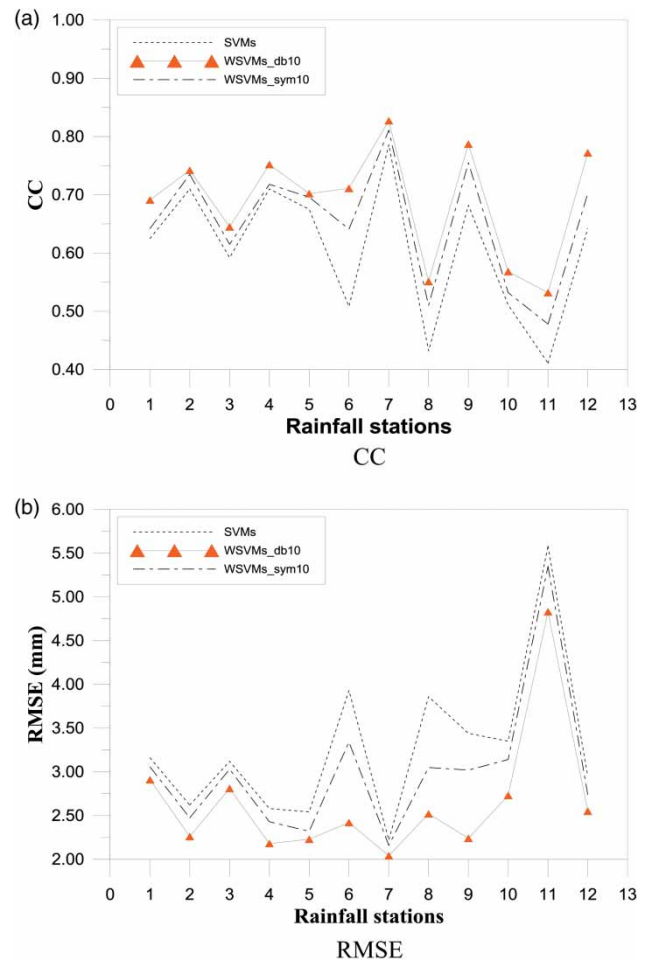 (a)
1.00
0.90
0.80
0.70
0.60
0.50
0.40
CC
SVMs
WSVMs_db10
WSVMs_sym10
0 1 2 3 4 5 6 7 8 9 10 11 12 13
Rainfall stations
CC
(b)
6.00
5.50
5.00
4.50
4.00
3.50
3.00
2.50
2.00
RMSE (mm)
SVMs
WSVMs_db10
WSVMs_sym10
0 1 2 3 4 5 6 7 8 9 10 11 12 13
Rainfall stations
RMSE